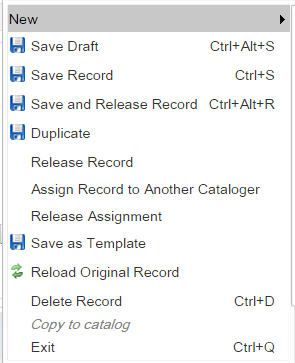 New
Save Draft Ctrl+Alt+S
Save Record Ctrl+S
Save and Release Record Ctrl+Alt+R
Duplicate
Release Record
Assign Record to Another Cataloger
Release Assignment
Save as Template
Reload Original Record
Delete Record Ctrl+D
Copy to catalog
Exit Ctrl+Q